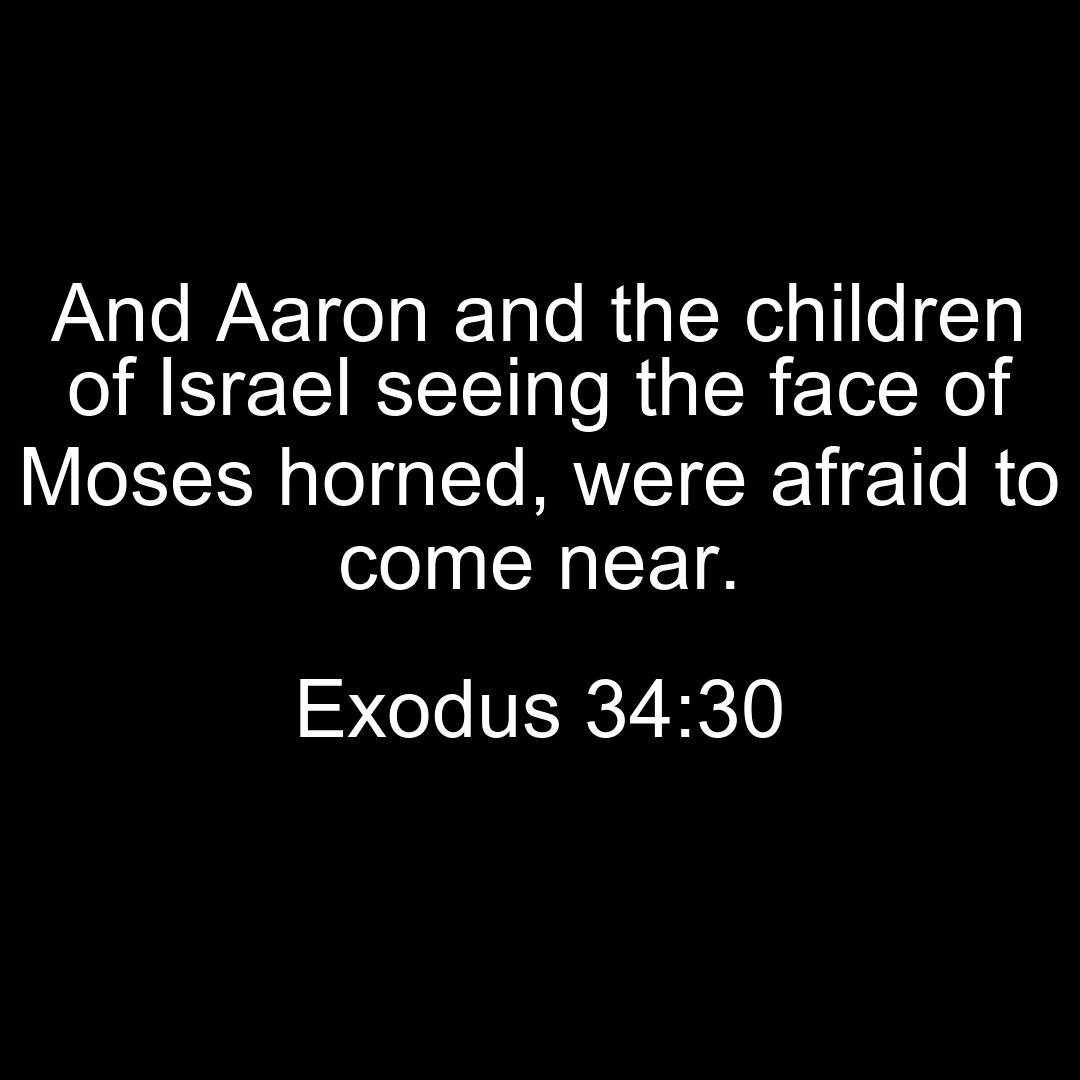 And Aaron and the children
of Israel seeing the face of
Moses horned, were afraid to
come near.
Exodus 34:30